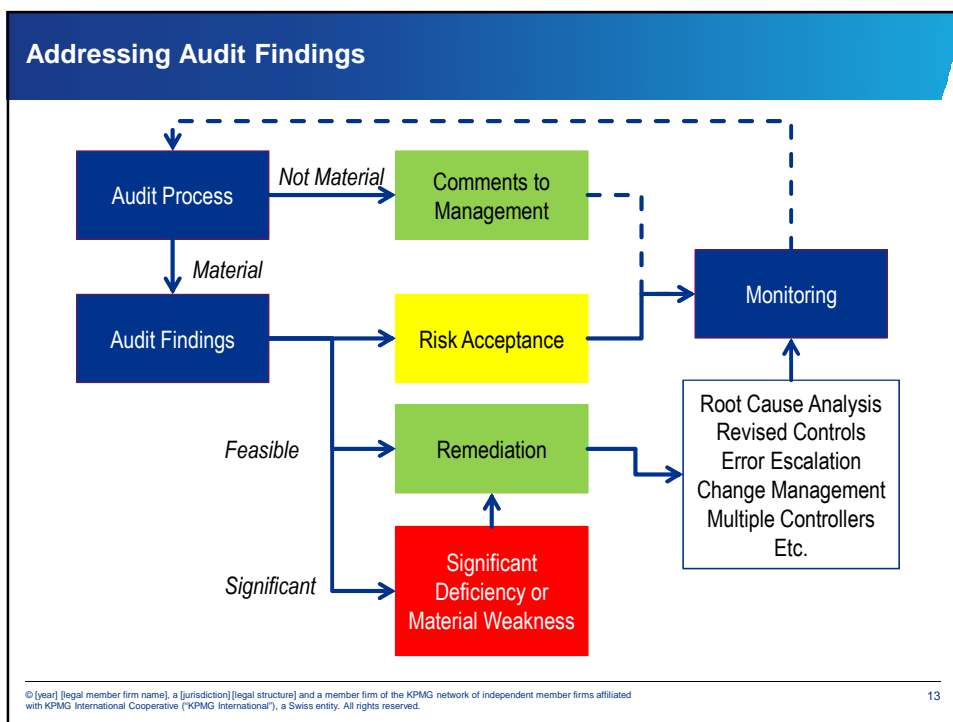 Addressing Audit Findings
Audit Process
Not Material
Comments to
Management
Material
Monitoring
Audit Findings
Risk Acceptance
Root Cause Analysis
Revised Controls
Error Escalation
Change Management
Multiple Controllers
Etc.
Feasible
Remediation
Significant
Significant
Deficiency or
Material Weakness
© [year] [legal member firm name], a [jurisdiction] [legal structure] and a member firm of the KPMG network of independent member firms affiliated
with KPMG International Cooperative ("KPMG International"), a Swiss entity. All rights reserved.
13